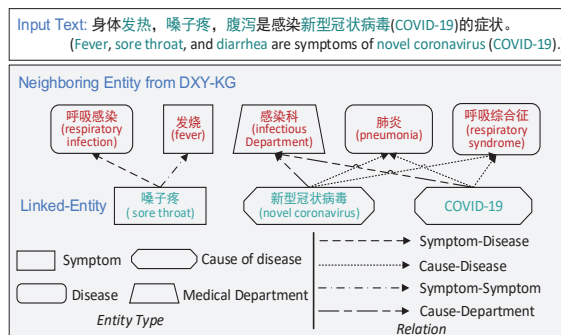 Input Text: 身体发热，嗓子疼，腹泻是感染新型冠状病毒(COVID-19)的症状。
(Fever, sore throat, and diarrhea are symptoms of novel coronavirus (COVID-19).)
Neighboring Entity from DXY-KG
呼吸感染
(respiratory
infection)
发烧
(fever)
感染科
(infectious
Department)
肺炎
(pneumonia)
呼吸综合征
(respiratory
syndrome)
Linked-Entity
嗓子疼
( sore throat)
新型冠状病毒
(novel coronavirus)
COVID-19
Symptom
Cause of disease
Disease
Medical Department
Entity Type
Symptom-Disease
Cause-Disease
Symptom-Symptom
Cause-Department
Relation